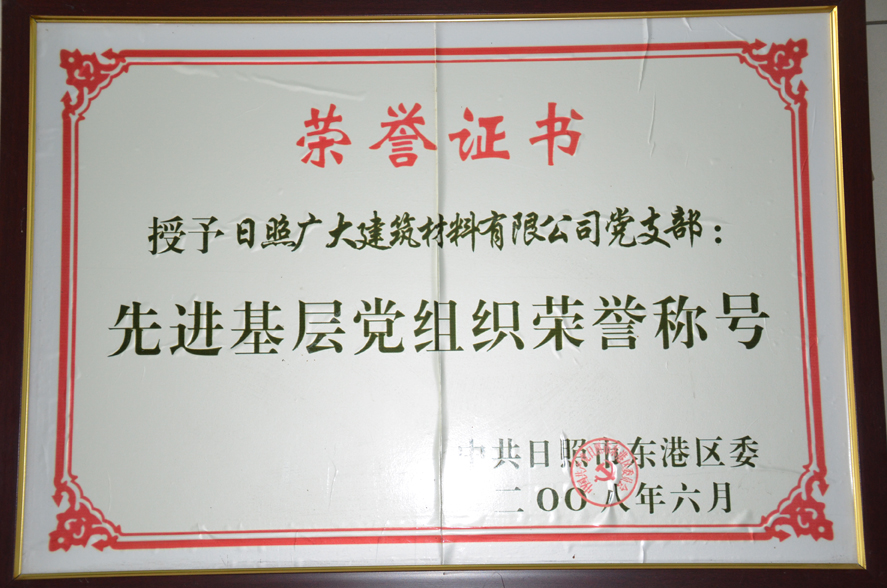 荣誉证书
授予日照广大建筑材料有限公司党支部：
先进基层党组织荣誉称号
中共日照市东港区委
二OO八年六月